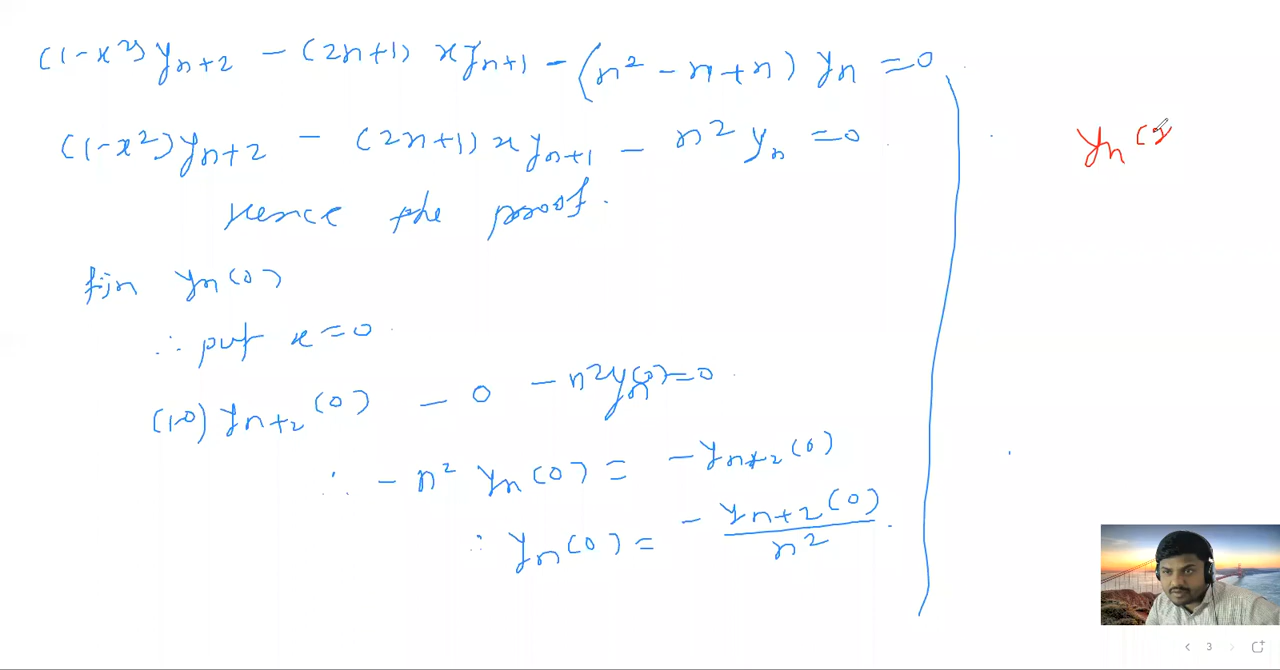 (1-x²) yn+2 - (2n+1) x yn+1 - (n² - n + n) yn = 0
(1-x²) yn+2 - (2n+1) x yn+1 - n² yn = 0
Hence the proof.
fin yn(0)
∴ put x = 0
(1-0) yn+2 (0) - 0 - n² yn(0) = 0
∴ - n² yn (0) = - yn+2 (0)
∴ yn (0) = - yn+2 (0) / n²
yn (
3